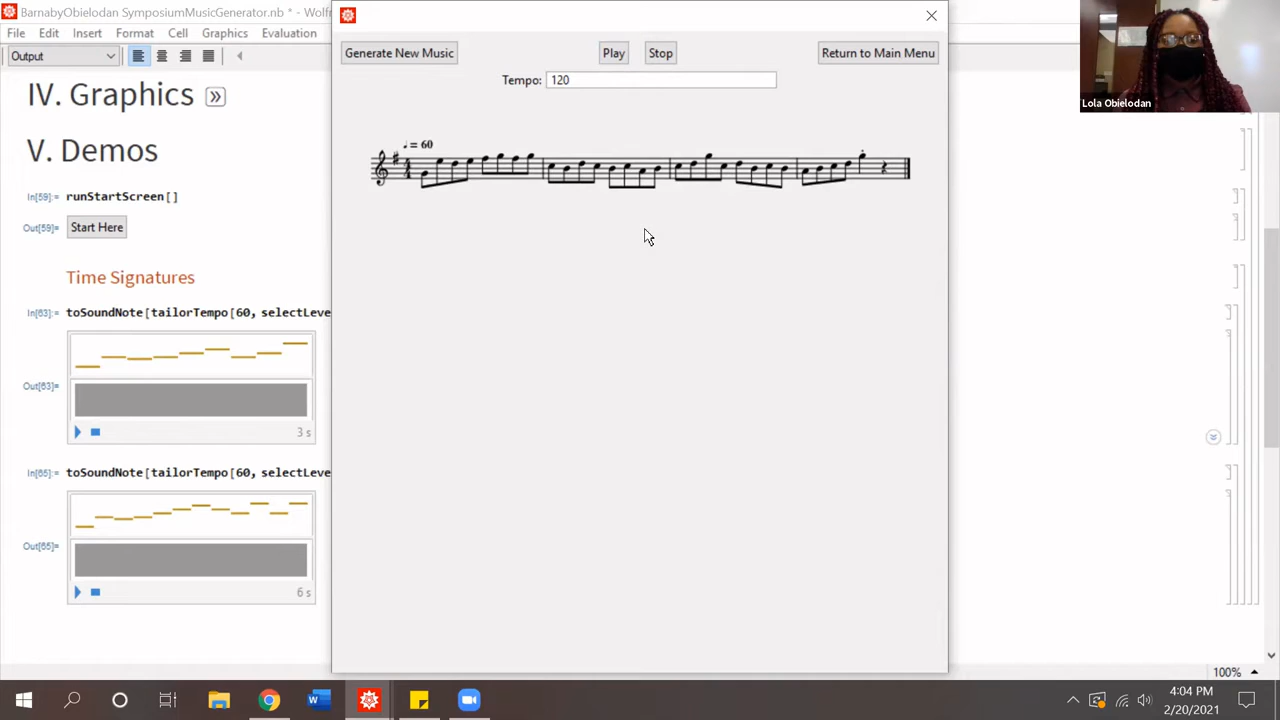 BarnabyObielodan SymposiumMusicGenerator.nb * - Wolfr
File Edit Insert Format Cell Graphics Evaluation
Output
IV. Graphics
V. Demos
In[59]:= runStartScreen[]
Out[59]= Start Here
Time Signatures
In[63]:= toSoundNote[tailorTempo[60, selectLeve
Out[63]=
3 s
In[65]:= toSoundNote[tailorTempo[60, selectLeve
Out[65]=
6 s
Generate New Music Play Stop Return to Main Menu
Tempo: 120
♩ = 60
4
4
Lola Obielodan
100%
4:04 PM
2/20/2021